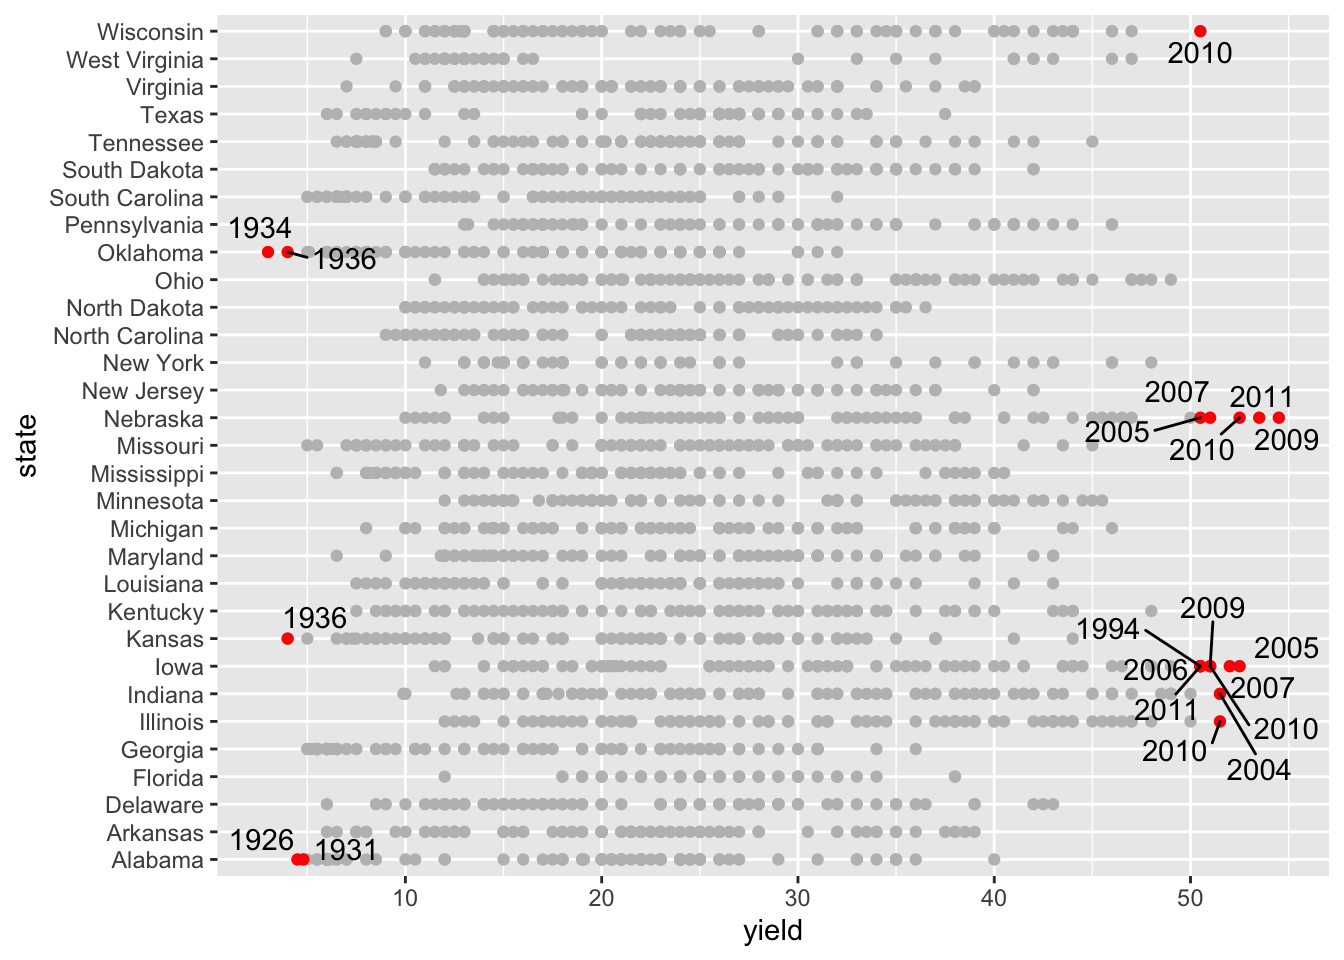 state
Wisconsin
West Virginia
Virginia
Texas
Tennessee
South Dakota
South Carolina
Pennsylvania
Oklahoma
Ohio
North Dakota
North Carolina
New York
New Jersey
Nebraska
Missouri
Mississippi
Minnesota
Michigan
Maryland
Louisiana
Kentucky
Kansas
Iowa
Indiana
Illinois
Georgia
Florida
Delaware
Arkansas
Alabama
2010
1934
1936
2007
2011
2005
2010
2009
1936
2009
1994
2005
2006
2007
2011
2010
2010
2004
1926
1931
10
20
30
40
50
yield